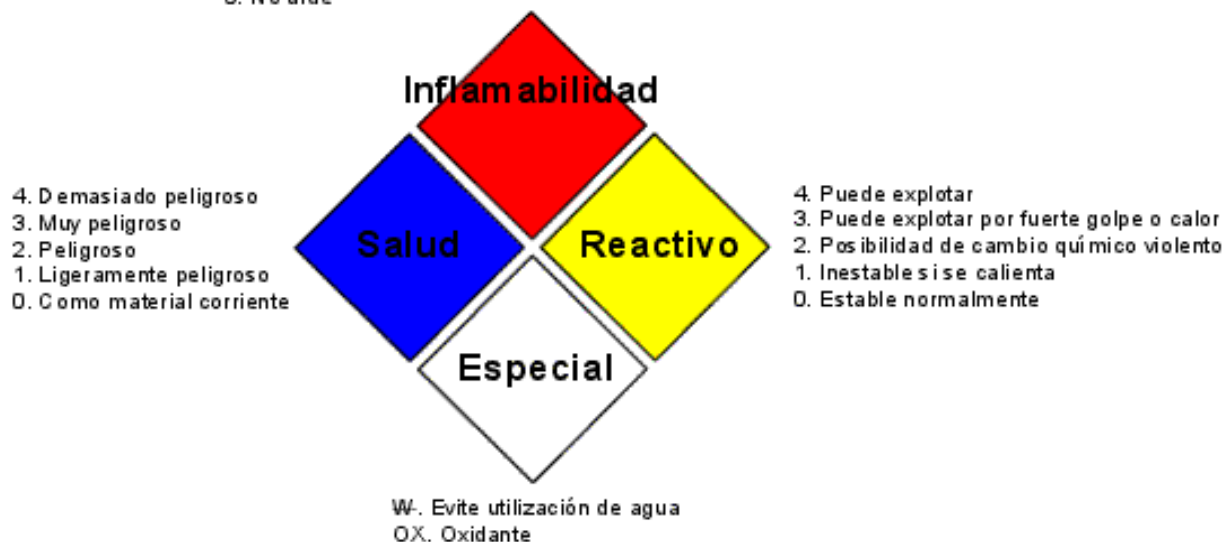 Inflamabilidad
4. Demasiado peligroso
3. Muy peligroso
2. Peligroso
1. Ligeramente peligroso
0. Como material corriente
Salud
Reactivo
4. Puede explotar
3. Puede explotar por fuerte golpe o calor
2. Posibilidad de cambio químico violento
1. Inestable si se calienta
0. Estable normalmente
Especial
W. Evite utilización de agua
OX. Oxidante